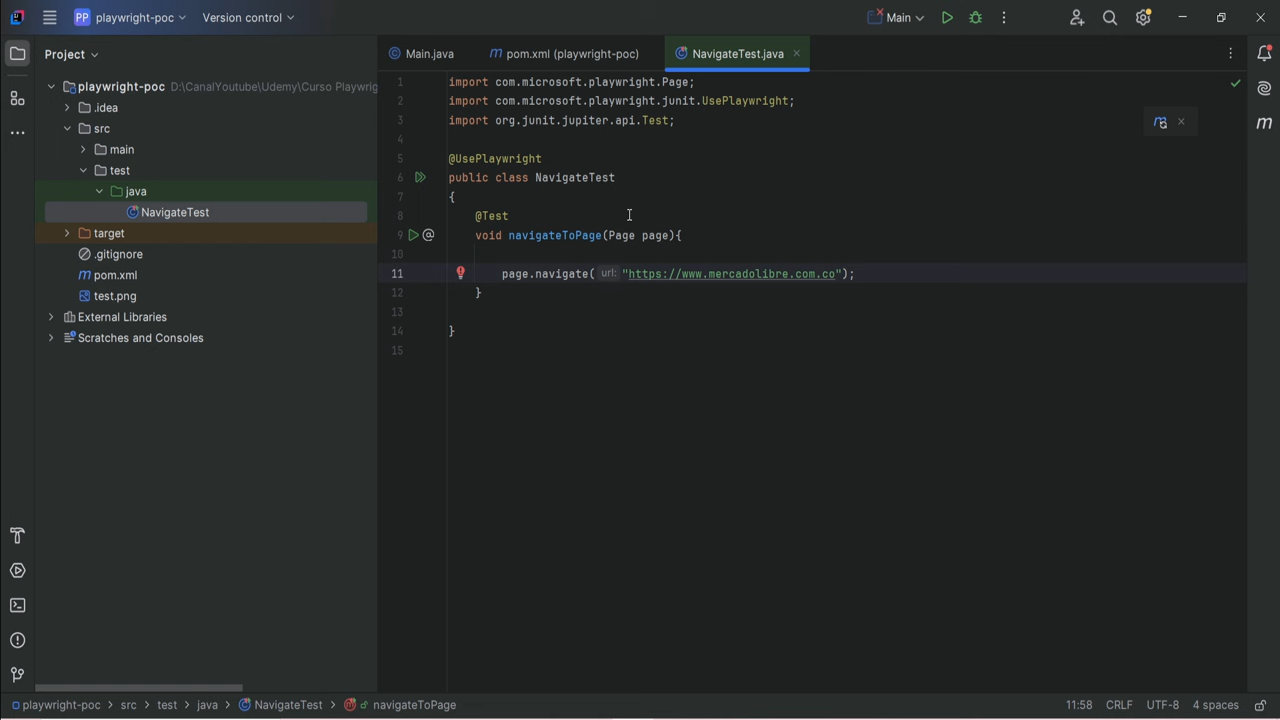 PP playwright-poc Version control Main
Project
Main.java
pom.xml (playwright-poc)
NavigateTest.java
playwright-poc D:\CanalYoutube\Udemy\Curso Playwrig
.idea
src
main
test
java
NavigateTest
target
.gitignore
pom.xml
test.png
External Libraries
Scratches and Consoles
1 import com.microsoft.playwright.Page;
2 import com.microsoft.playwright.junit.UsePlaywright;
3 import org.junit.jupiter.api.Test;
4
5 @UsePlaywright
6 public class NavigateTest
7 {
8 @Test
9 void navigateToPage(Page page){
10
11 page.navigate( url: "https://www.mercadolibre.com.co");
12 }
13
14 }
15
playwright-poc > src > test > java > NavigateTest > navigateToPage
11:58 CRLF UTF-8 4 spaces